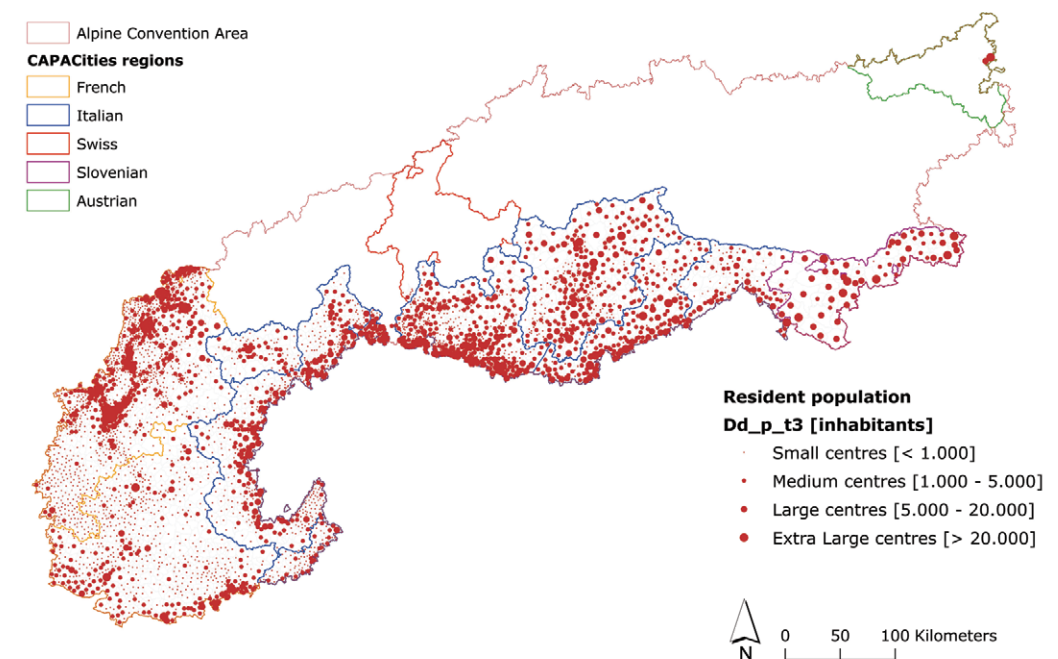 Alpine Convention Area
CAPACities regions
French
Italian
Swiss
Slovenian
Austrian
Resident population
Dd_p_t3 [inhabitants]
Small centres [< 1.000]
Medium centres [1.000 - 5.000]
Large centres [5.000 - 20.000]
Extra Large centres [> 20.000]
N
0 50 100 Kilometers